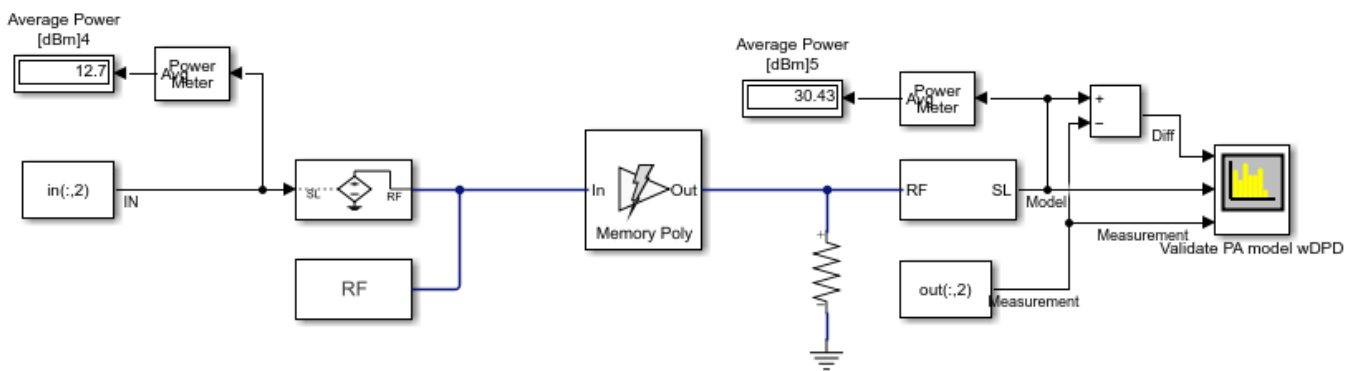 Average Power
[dBm]4
12.7
Avg
Power
Meter
in(:,2)
IN
SL
RF
RF
In
Out
Memory Poly
Average Power
[dBm]5
30.43
Avg
Power
Meter
+
−
Diff
RF
SL
Model
Measurement
Validate PA model wDPD
out(:,2)
Measurement
+
−